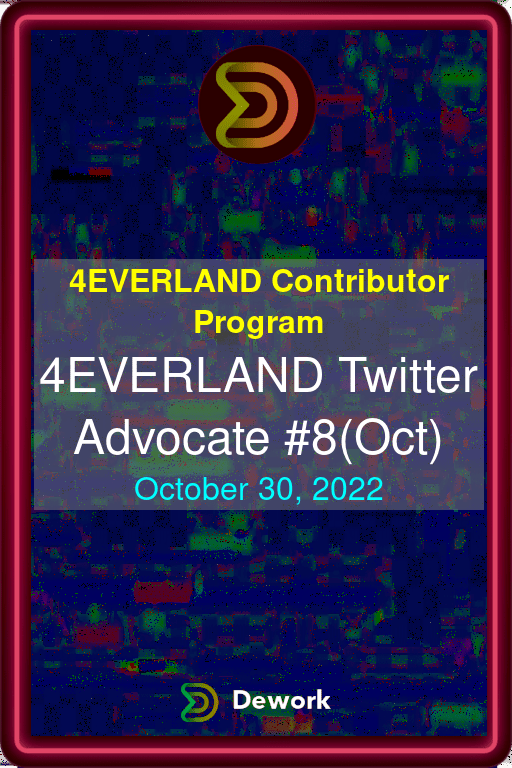 4EVERLAND Contributor
Program
4EVERLAND Twitter
Advocate #8(Oct)
October 30, 2022
Dework